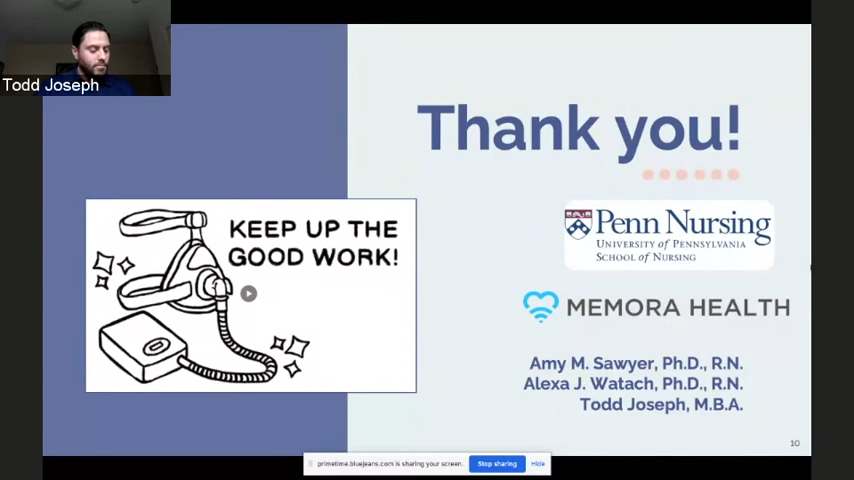 Todd Joseph
Thank you!
KEEP UP THE
GOOD WORK!
Penn Nursing
UNIVERSITY of PENNSYLVANIA
SCHOOL of NURSING
MEMORA HEALTH
Amy M. Sawyer, Ph.D., R.N.
Alexa J. Watach, Ph.D., R.N.
Todd Joseph, M.B.A.
10
primetime.bluejeans.com is sharing your screen. Stop sharing Hide